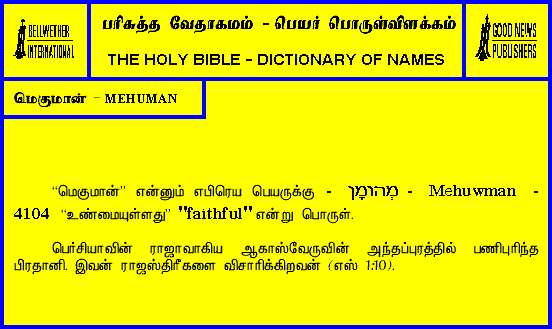 BELLWETHER
INTERNATIONAL
பரிசுத்த வேதாகமம் - பெயர் பொருள்விளக்கம்
THE HOLY BIBLE - DICTIONARY OF NAMES
GOOD NEWS
PUBLISHERS
மெகுமான் - MEHUMAN
“மெகுமான்” என்னும் எபிரெய பெயருக்கு - מְהוּמָן - Mehuwman -
4104 “உண்மையுள்ளது” "faithful" என்று பொருள்.
பெர்சியாவின் ராஜாவாகிய ஆகாஸ்வேருவின் அந்தப்புரத்தில் பணிபுரிந்த
பிரதானி. இவன் ராஜஸ்திரீகளை விசாரிக்கிறவன் (எஸ் 1:10).